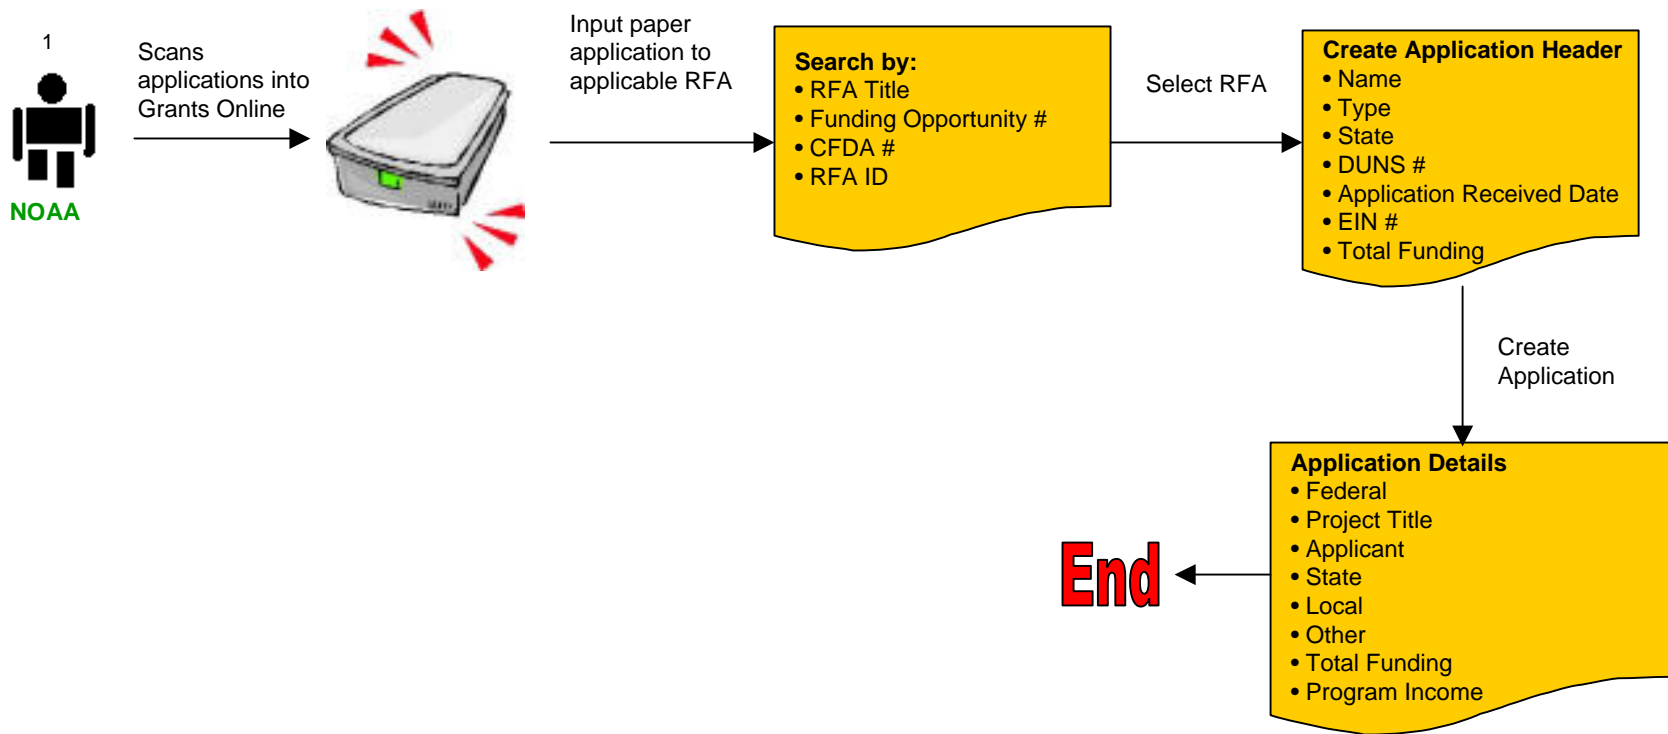 1
NOAA
Scans
applications into
Grants Online
Input paper
application to
applicable RFA
Search by:
• RFA Title
• Funding Opportunity #
• CFDA #
• RFA ID
Select RFA
Create Application Header
• Name
• Type
• State
• DUNS #
• Application Received Date
• EIN #
• Total Funding
Create
Application
Application Details
• Federal
• Project Title
• Applicant
• State
• Local
• Other
• Total Funding
• Program Income
End